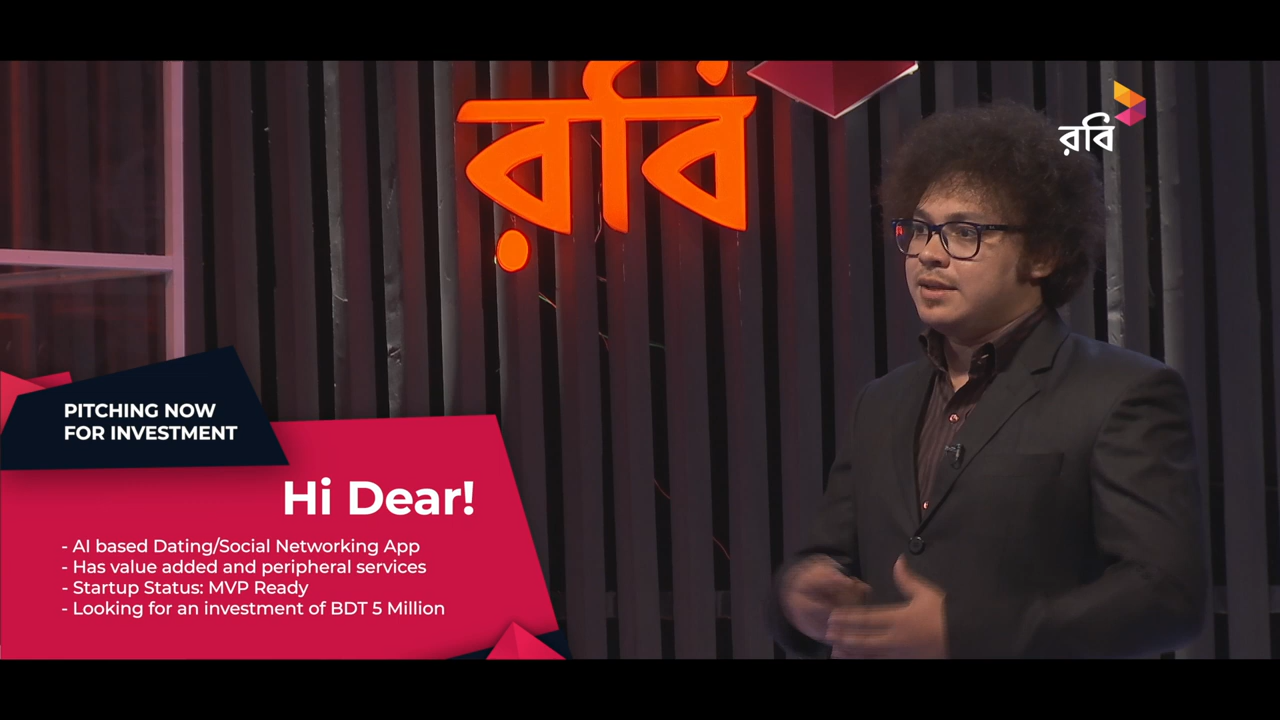 রবি
রবি
PITCHING NOW
FOR INVESTMENT
Hi Dear!
- AI based Dating/Social Networking App
- Has value added and peripheral services
- Startup Status: MVP Ready
- Looking for an investment of BDT 5 Million